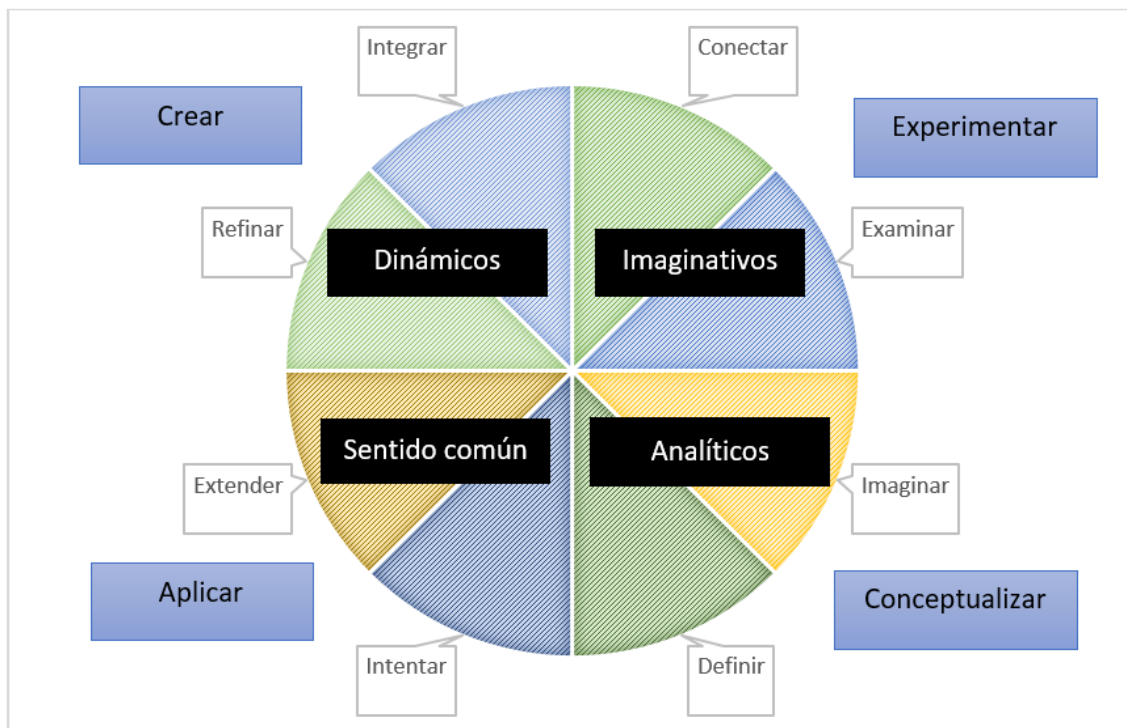 Integrar
Conectar
Crear
Experimentar
Refinar
Examinar
Dinámicos
Imaginativos
Sentido común
Analíticos
Extender
Imaginar
Aplicar
Conceptualizar
Intentar
Definir